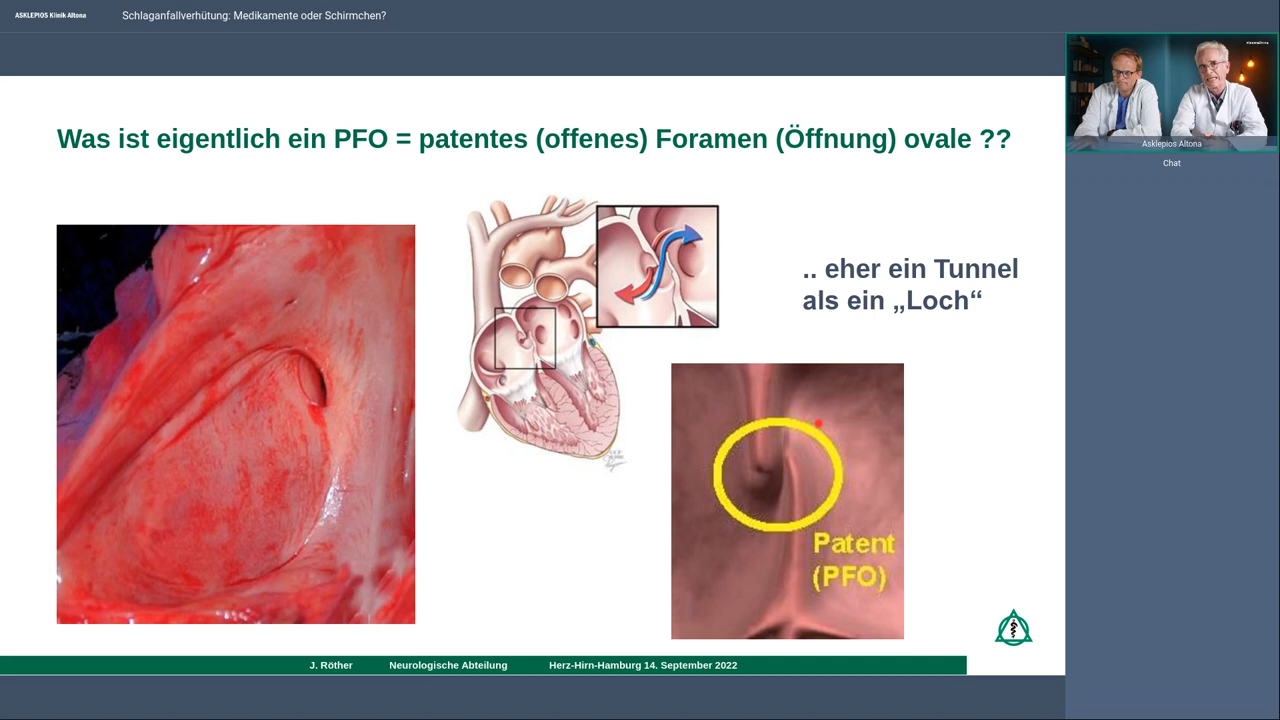 ASKLEPIOS Klinik Altona
Schlaganfallverhütung: Medikamente oder Schirmchen?
Asklepios Altona
Chat
Was ist eigentlich ein PFO = patentes (offenes) Foramen (Öffnung) ovale ??
.. eher ein Tunnel
als ein „Loch“
Patent
(PFO)
J. Röther Neurologische Abteilung Herz-Hirn-Hamburg 14. September 2022